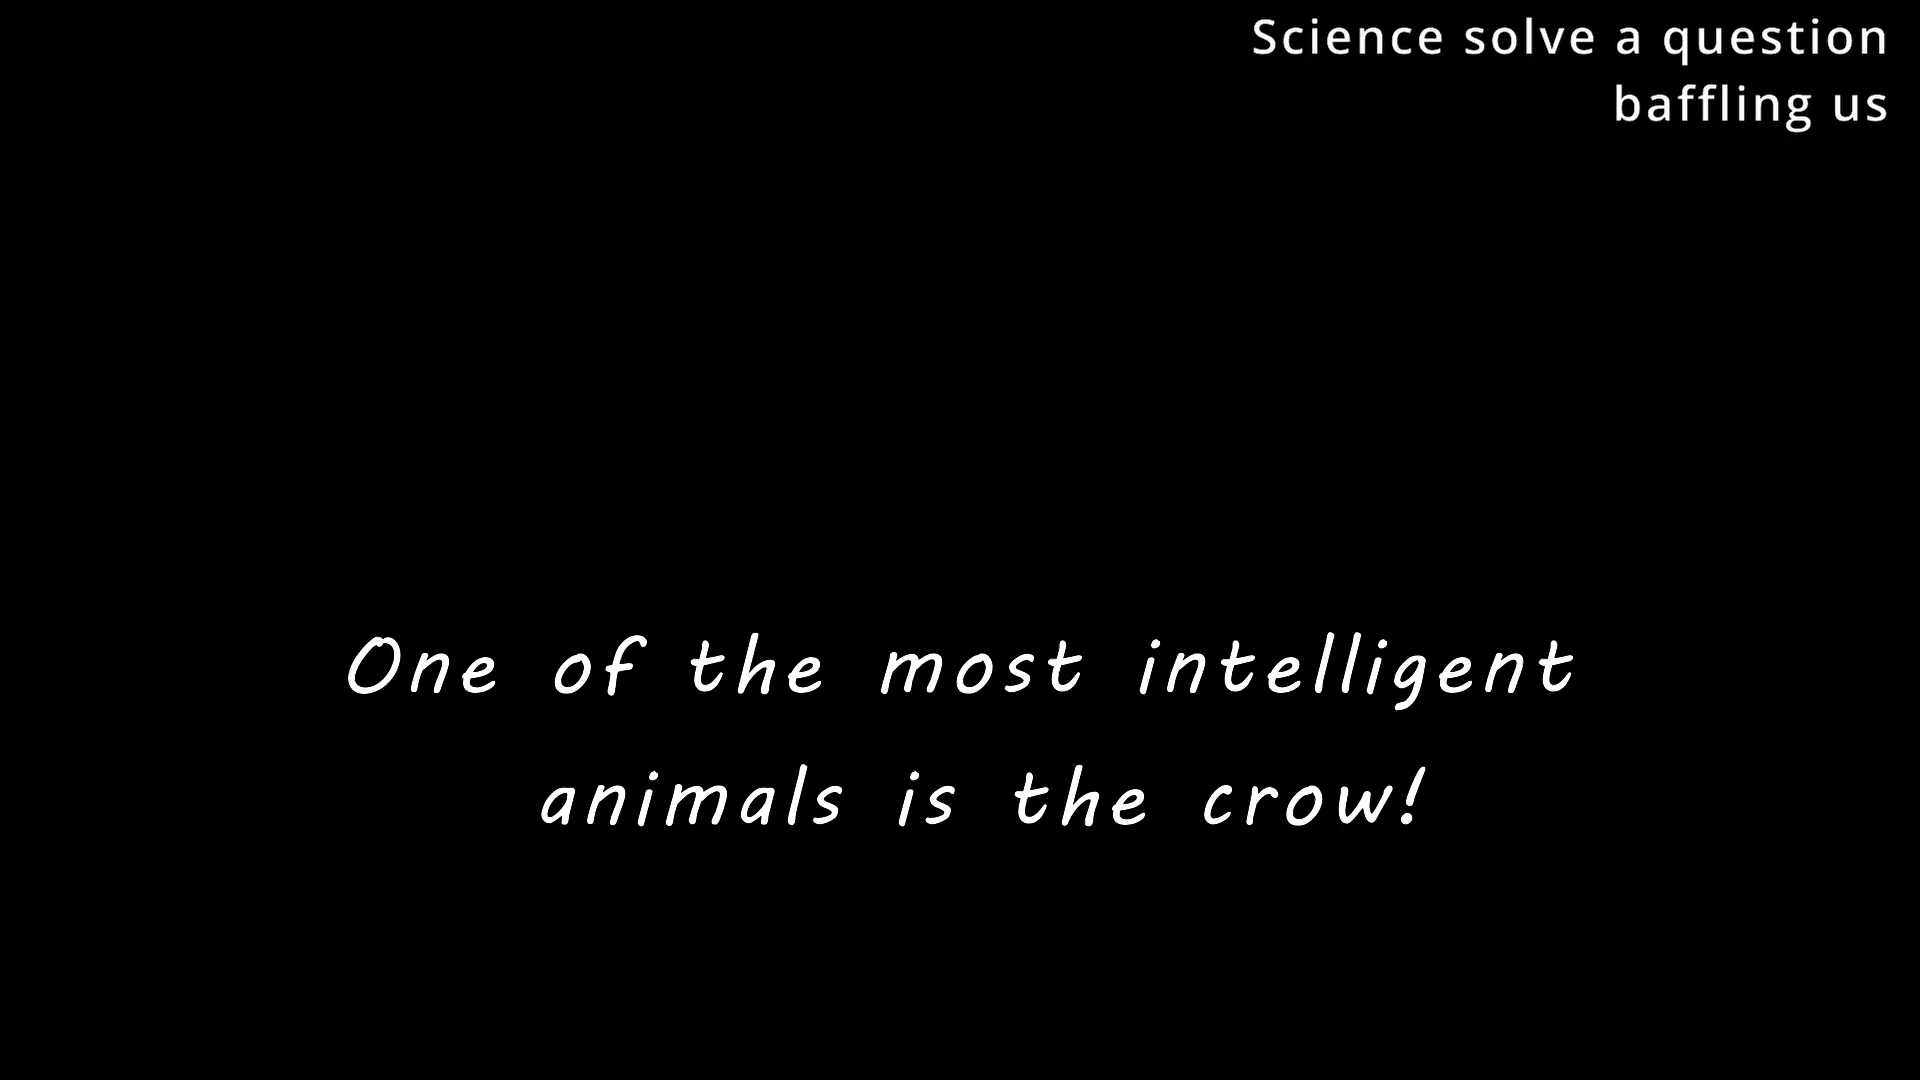 Science solve a question
baffling us
One of the most intelligent
animals is the crow!